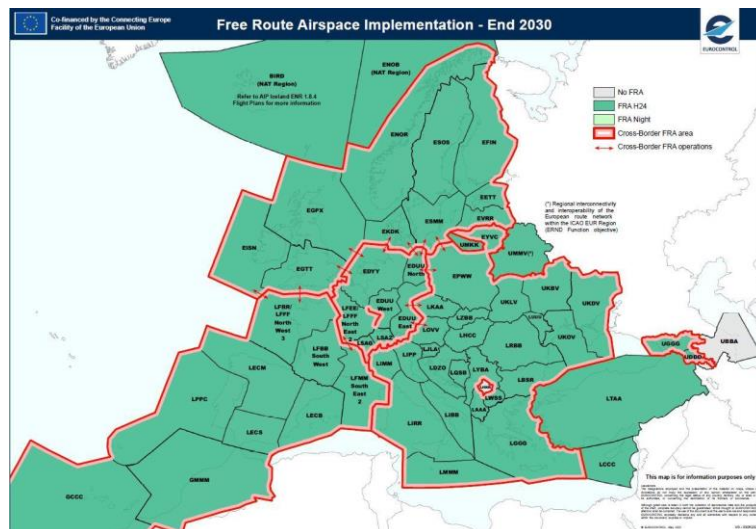 Co-financed by the Connecting Europe
Facility of the European Union
Free Route Airspace Implementation - End 2030
EUROCONTROL
ENOB
(NAT Region)
BIRD
(NAT Region)
Refer to AIP Iceland ENR 1.8.4
Flight Plans for more information
No FRA
FRA H24
FRA Night
Cross-Border FRA area
Cross-Border FRA operations
ENOR
ESOS
EFIN
EGPX
EETT
(*) Regional interconnectivity
and interoperability of the
European route network
within the ICAO EUR Region
(ERND Function objective)
EKDK
ESMM
EVRR
EYVC
UMKK
UMMV(*)
EISN
EGTT
EDYY
EDUU
North
EPWW
LFRR/
LFFF
North
West
3
LFEE/
LFFF
North
East
EDUU
West
EDUU
East
LKAA
UKLV
UKBV
UKDV
LSAG
LSAZ
LOVV
LZBB
LHCC
UKOV
UGGG
UBBA
UDDD
LFBB
South
West
LIMM
LIPP
LJLA
LDZO
LRBB
LECM
LFMM
South
East
2
LQSB
LYBA
LBSR
LTAA
LPPC
LIRR
LIBB
LAAA
LWSS
LECS
LECB
LGGG
LMMM
LCCC
GMMM
GCCC
This map is for information purposes only